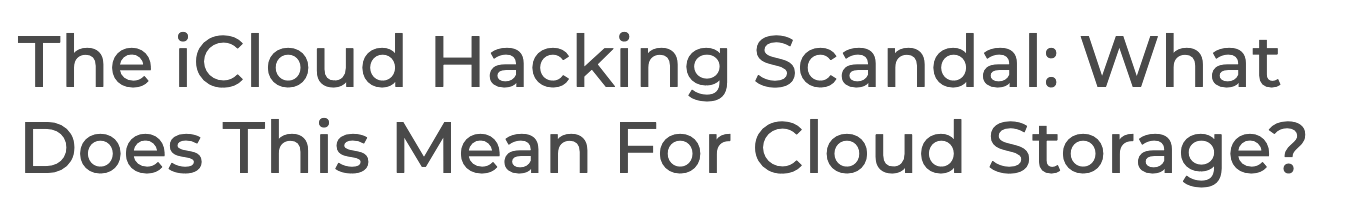 The iCloud Hacking Scandal: What
Does This Mean For Cloud Storage?